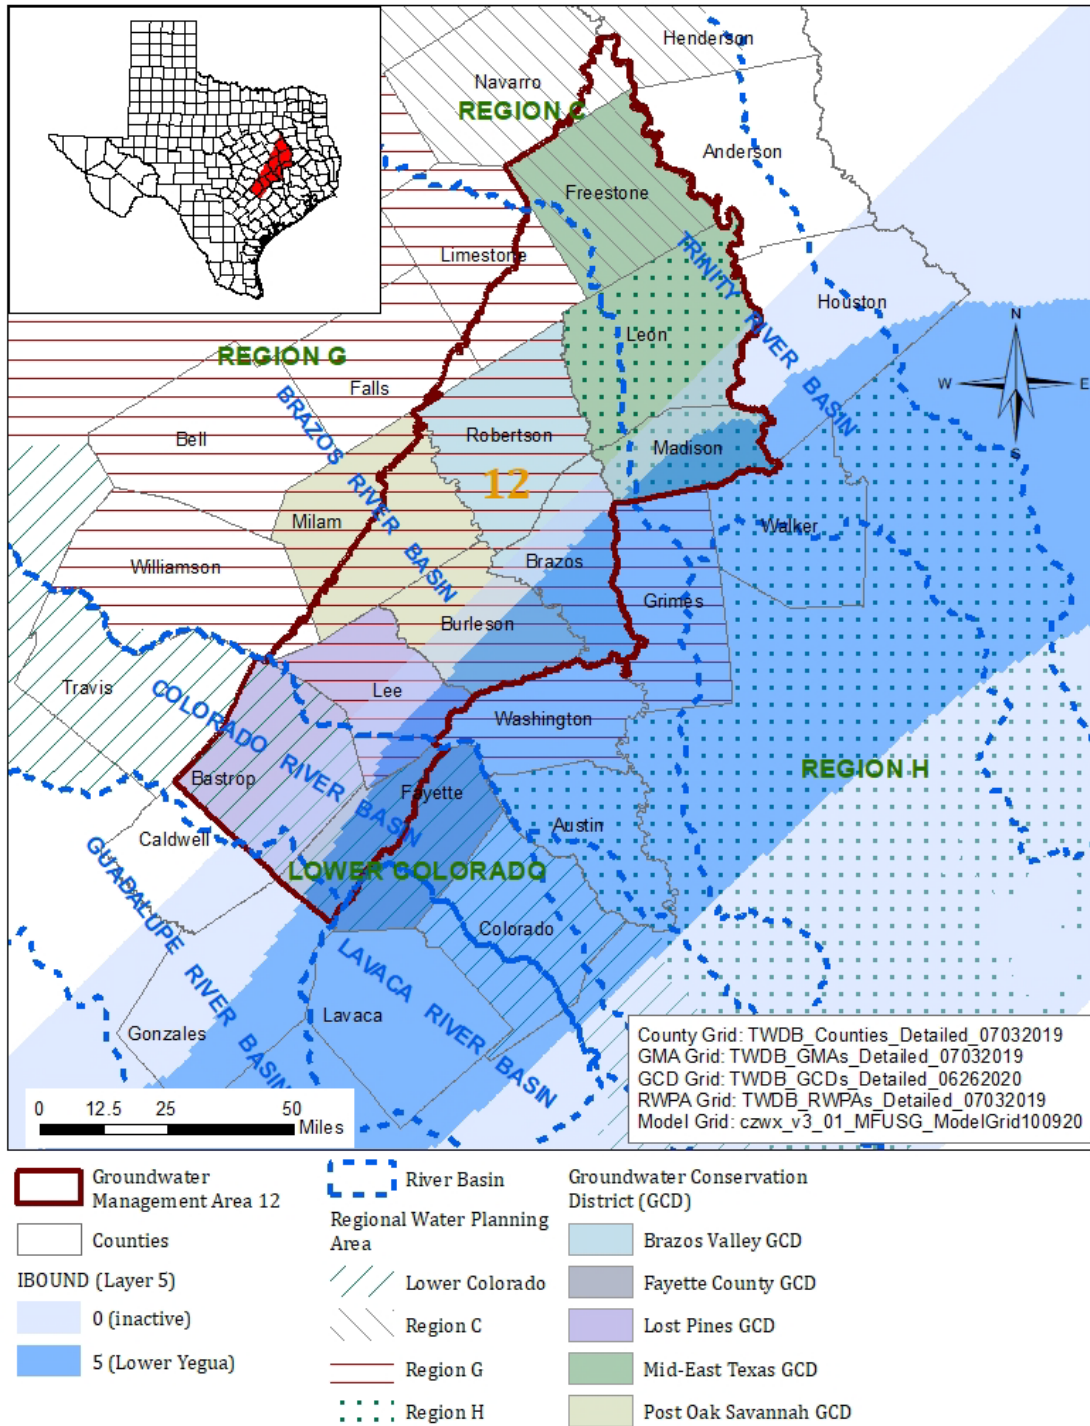 Henderson
Navarro
REGION C
Anderson
Freestone
TRINITY RIVER BASIN
Limestone
Houston
N
W
E
S
Leon
REGION G
Falls
BRAZOS RIVER BASIN
Bell
Robertson
Madison
12
Milam
Walker
Williamson
Brazos
Grimes
Burleson
Travis
Lee
COLORADO RIVER BASIN
Washington
Bastrop
REGION H
Fayette
Austin
Caldwell
GUADALUPE RIVER BASIN
LOWER COLORADO
Colorado
LAVACA RIVER BASIN
Lavaca
Gonzales
County Grid: TWDB_Counties_Detailed_07032019
GMA Grid: TWDB_GMAs_Detailed_07032019
GCD Grid: TWDB_GCDs_Detailed_06262020
RWPA Grid: TWDB_RWPAs_Detailed_07032019
Model Grid: czwx_v3_01_MFUSG_ModelGrid100920
0 12.5 25 50
Miles
Groundwater
Management Area 12
Counties
IBOUND (Layer 5)
0 (inactive)
5 (Lower Yegua)
River Basin
Regional Water Planning
Area
Lower Colorado
Region C
Region G
Region H
Groundwater Conservation
District (GCD)
Brazos Valley GCD
Fayette County GCD
Lost Pines GCD
Mid-East Texas GCD
Post Oak Savannah GCD